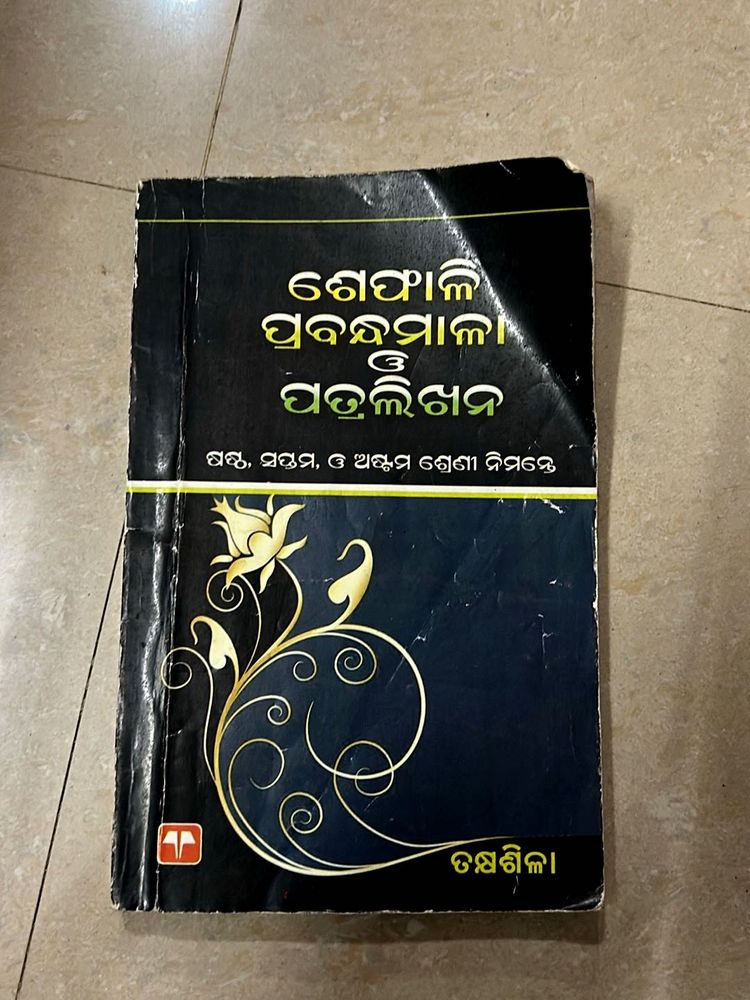 ଶେଫାଳି
ପ୍ରବନ୍ଧମାଳା
ଓ
ପତ୍ରଲିଖନ
ଷଷ୍ଠ, ସପ୍ତମ, ଓ ଅଷ୍ଟମ ଶ୍ରେଣୀ ନିମନ୍ତେ
ତକ୍ଷଶିଳା